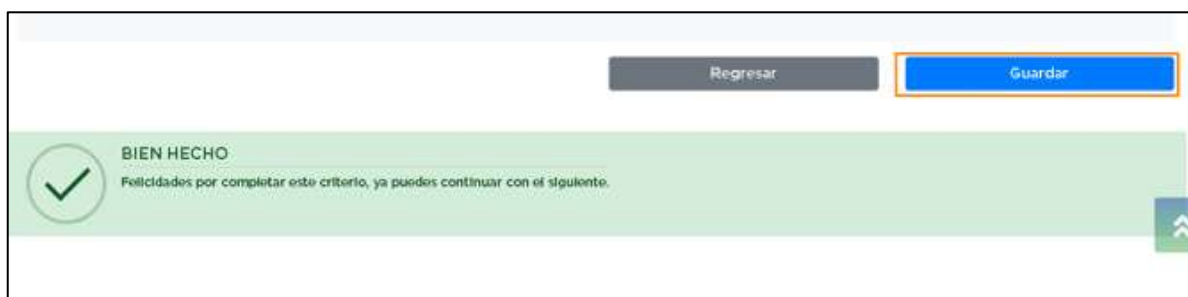 Regresar
Guardar
BIEN HECHO
Felicidades por completar este criterio, ya puedes continuar con el siguiente.